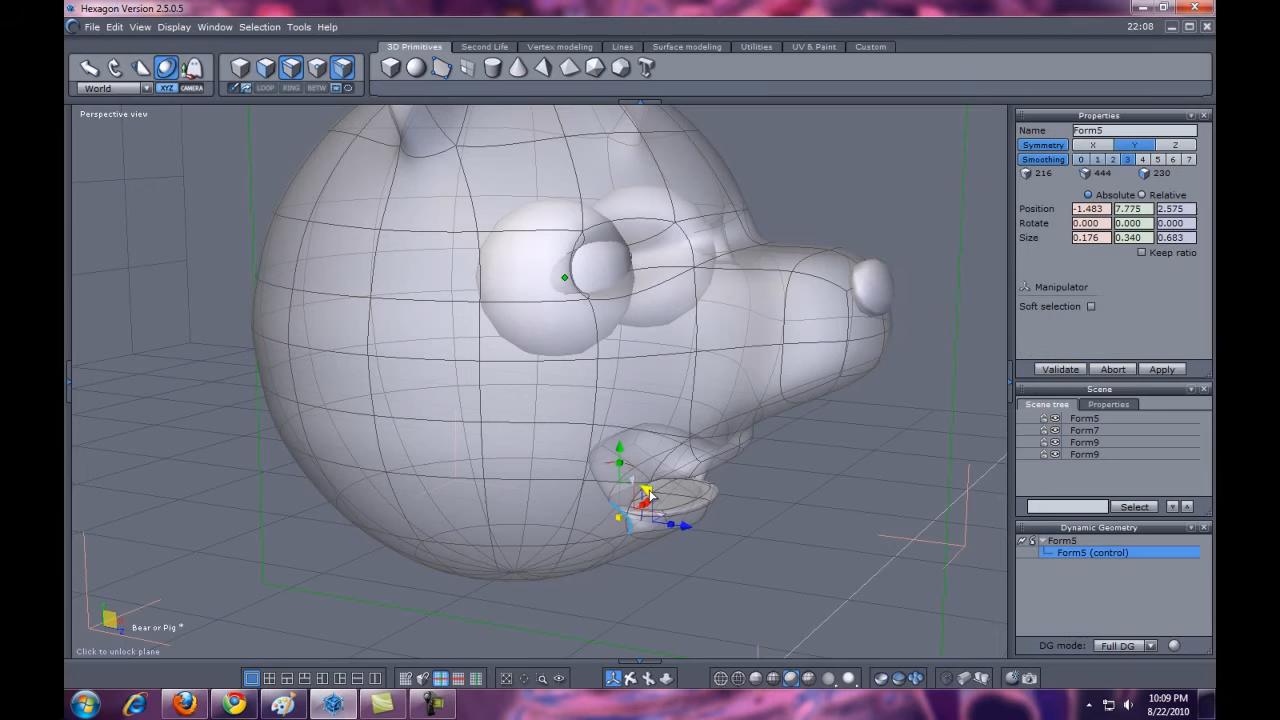 Hexagon Version 2.5.0.5
File Edit View Display Window Selection Tools Help
22:08
3D Primitives Second Life Vertex modeling Lines Surface modeling Utilities UV & Paint Custom
World
XYZ CAMERA
LOOP RING BETW
Perspective view
Properties
Name Form5
Symmetry X Y Z
Smoothing 0 1 2 3 4 5 6 7
216 444 230
Absolute Relative
Position -1.483 7.775 2.575
Rotate 0.000 0.000 0.000
Size 0.176 0.340 0.683
Keep ratio
Manipulator
Soft selection
Validate Abort Apply
Scene
Scene tree Properties
Form5
Form7
Form9
Form9
Select
Dynamic Geometry
Form5
Form5 (control)
Bear or Pig *
Click to unlock plane
DG mode: Full DG
10:09 PM
8/22/2010